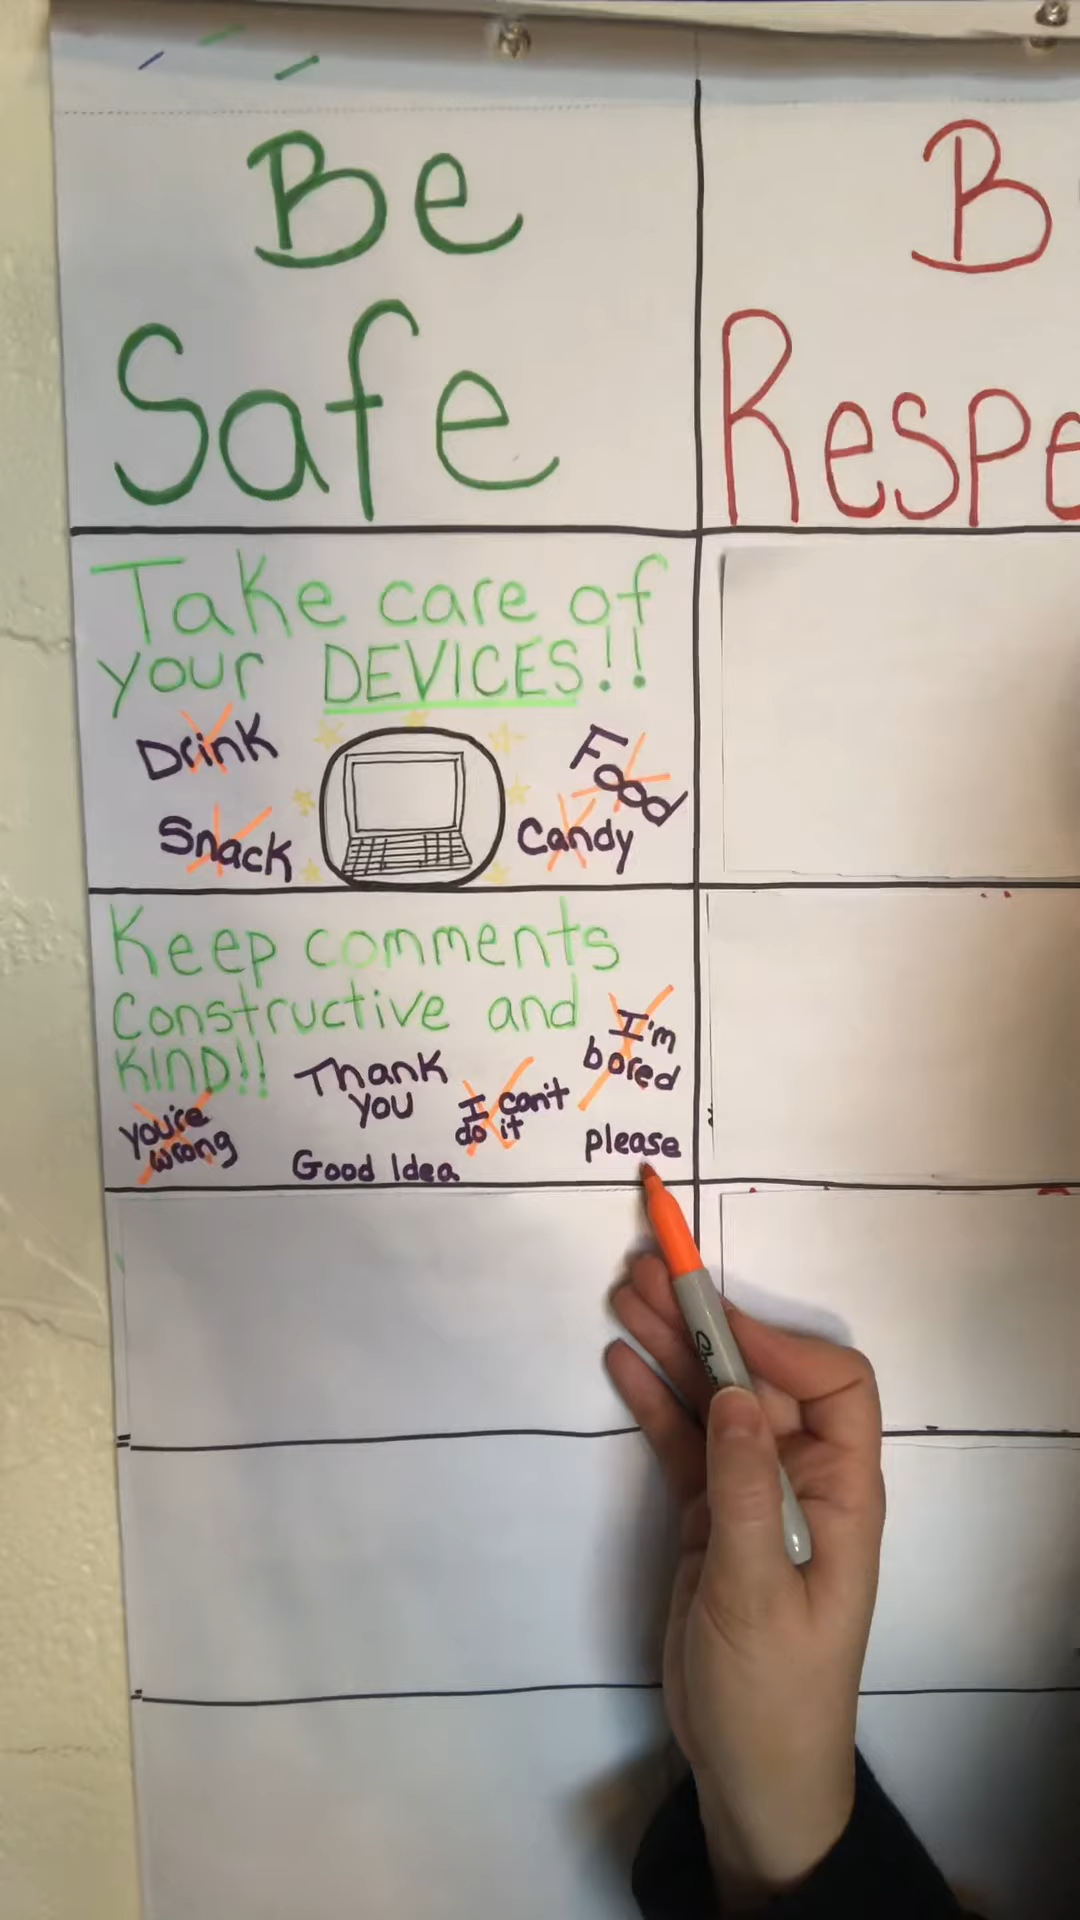 Be
Safe
B
Respe
Take care of
your DEVICES!!
Drink
Food
Snack
Candy
Keep comments
Constructive and
KIND!!
I'm
bored
Thank
you
I can't
do it
you're
wrong
Good Idea
please